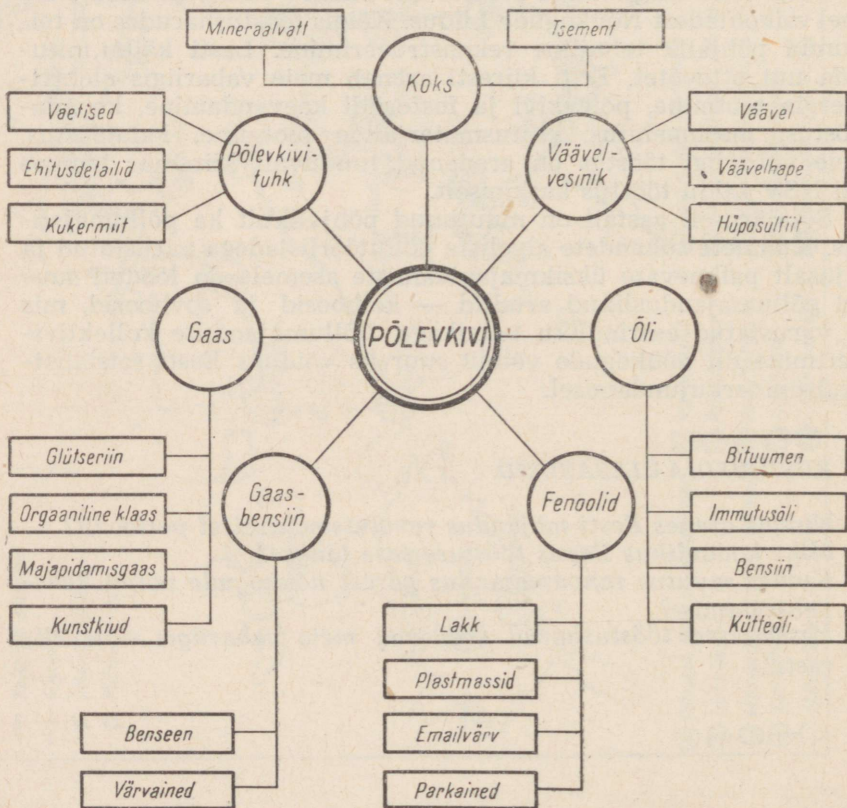 Mineraalvatt
Tsement
Koks
Väetised
Ehitusdetailid
Kukermiit
Põlevkivi-
tuhk
Väävel-
vesinik
Väävel
Väävelhape
Hüposulfiit
Gaas
PÕLEVKIVI
Õli
Glütseriin
Orgaaniline klaas
Majapidamisgaas
Kunstkiud
Gaas-
bensiin
Fenoolid
Bituumen
Immutusõli
Bensiin
Kütteõli
Benseen
Värvained
Lakk
Plastmassid
Emailvärv
Parkained